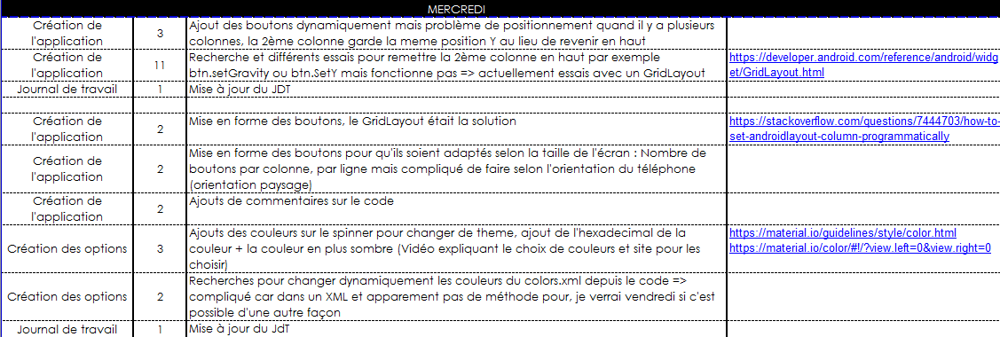 MERCREDI
Création de
l'application
3
Ajout des boutons dynamiquement mais problème de positionnement quand il y a plusieurs
colonnes, la 2ème colonne garde la meme position Y au lieu de revenir en haut
Création de
l'application
11
Recherche et différents essais pour remettre la 2ème colonne en haut par exemple
btn.setGravity ou btn.SetY mais fonctionne pas => actuellement essais avec un GridLayout
https://developer.android.com/reference/android/widg
et/GridLayout.html
Journal de travail
1
Mise à jour du JDT
Création de
l'application
2
Mise en forme des boutons, le GridLayout était la solution
https://stackoverflow.com/questions/7444703/how-to-
set-androidlayout-column-programmatically
Création de
l'application
2
Mise en forme des boutons pour qu'ils soient adaptés selon la taille de l'écran : Nombre de
boutons par colonne, par ligne mais compliqué de faire selon l'orientation du téléphone
(orientation paysage)
Création de
l'application
2
Ajouts de commentaires sur le code
Création des options
3
Ajouts des couleurs sur le spinner pour changer de theme, ajout de l'hexadecimal de la
couleur + la couleur en plus sombre (Vidéo expliquant le choix de couleurs et site pour les
choisir)
https://material.io/guidelines/style/color.html
https://material.io/color/#!/?view.left=0&view.right=0
Création des options
2
Recherches pour changer dynamiquement les couleurs du colors.xml depuis le code =>
compliqué car dans un XML et apparement pas de méthode pour, je verrai vendredi si c'est
possible d'une autre façon
Journal de travail
1
Mise à jour du JdT